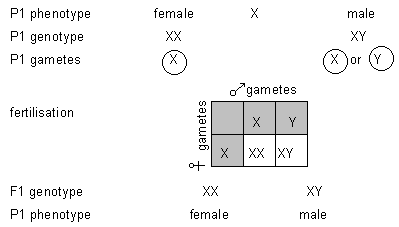 P1 phenotype female X male
P1 genotype XX XY
P1 gametes X X or Y
♂gametes
fertilisation
gametes
X Y
X XX XY
♀
F1 genotype XX XY
P1 phenotype female male